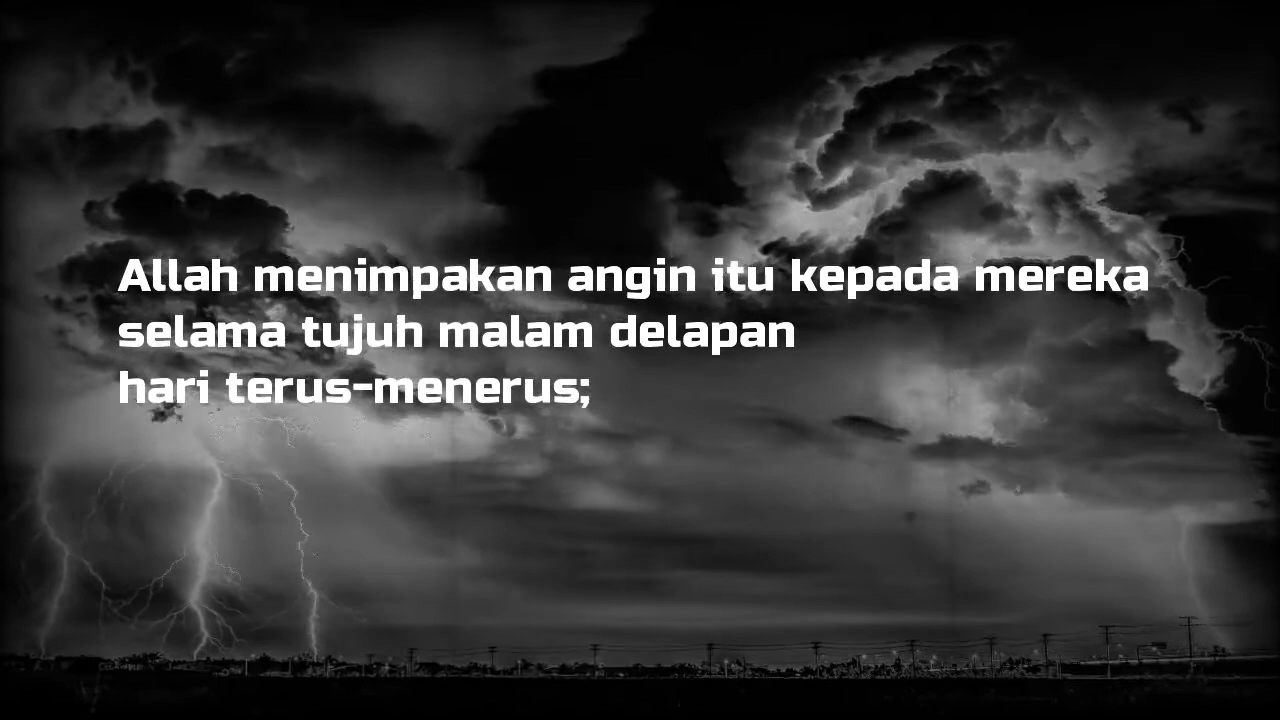 Allah menimpakan angin itu kepada mereka
selama tujuh malam delapan
hari terus-menerus;